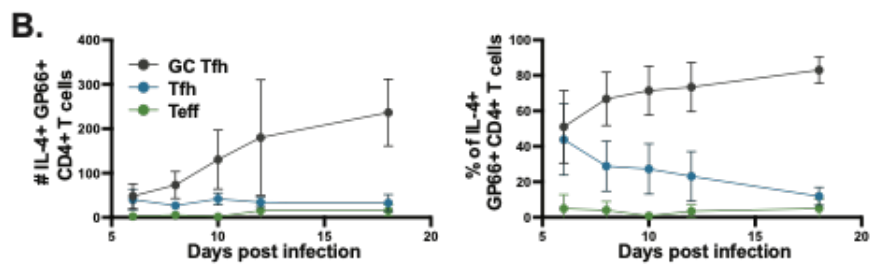 B.
# IL-4+ GP66+
CD4+ T cells
400
300
200
100
0
GC Tfh
Tfh
Teff
5
10
15
20
Days post infection
% of IL-4+
GP66+ CD4+ T cells
100
80
60
40
20
0
5
10
15
20
Days post infection